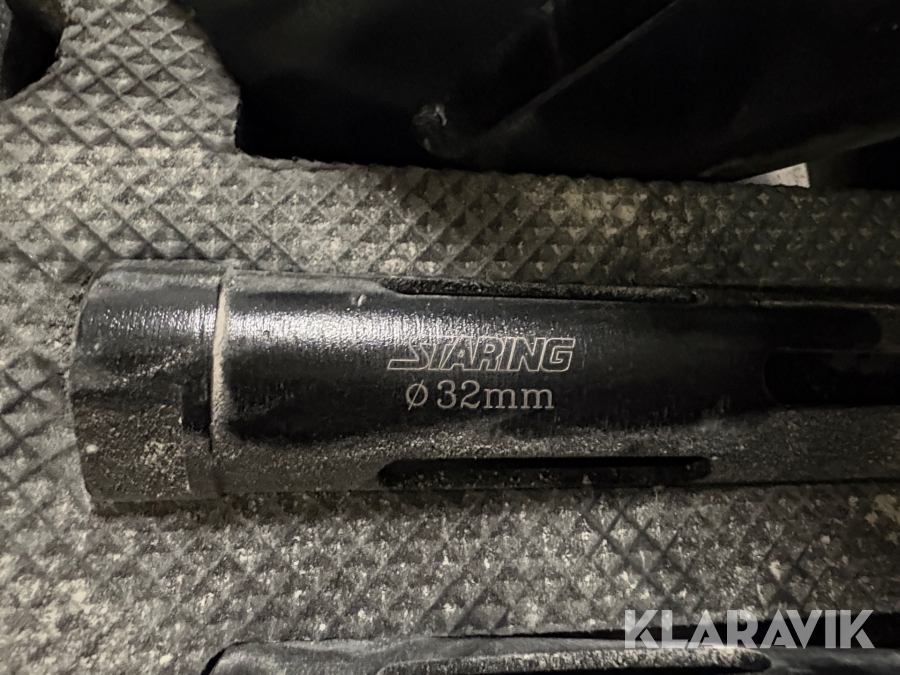 STARING
Ø 32mm
KLARAVIK